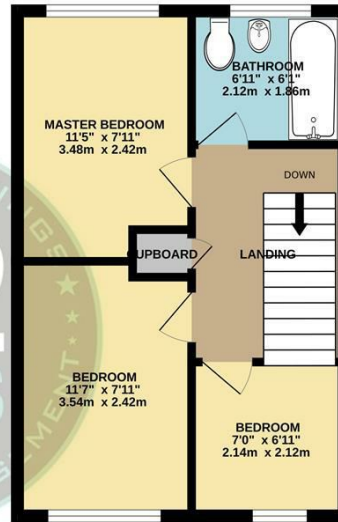 BATHROOM
6'11" x 6'1"
2.12m x 1.86m
MASTER BEDROOM
11'5" x 7'11"
3.48m x 2.42m
DOWN
CUPBOARD
LANDING
BEDROOM
11'7" x 7'11"
3.54m x 2.42m
BEDROOM
7'0" x 6'11"
2.14m x 2.12m